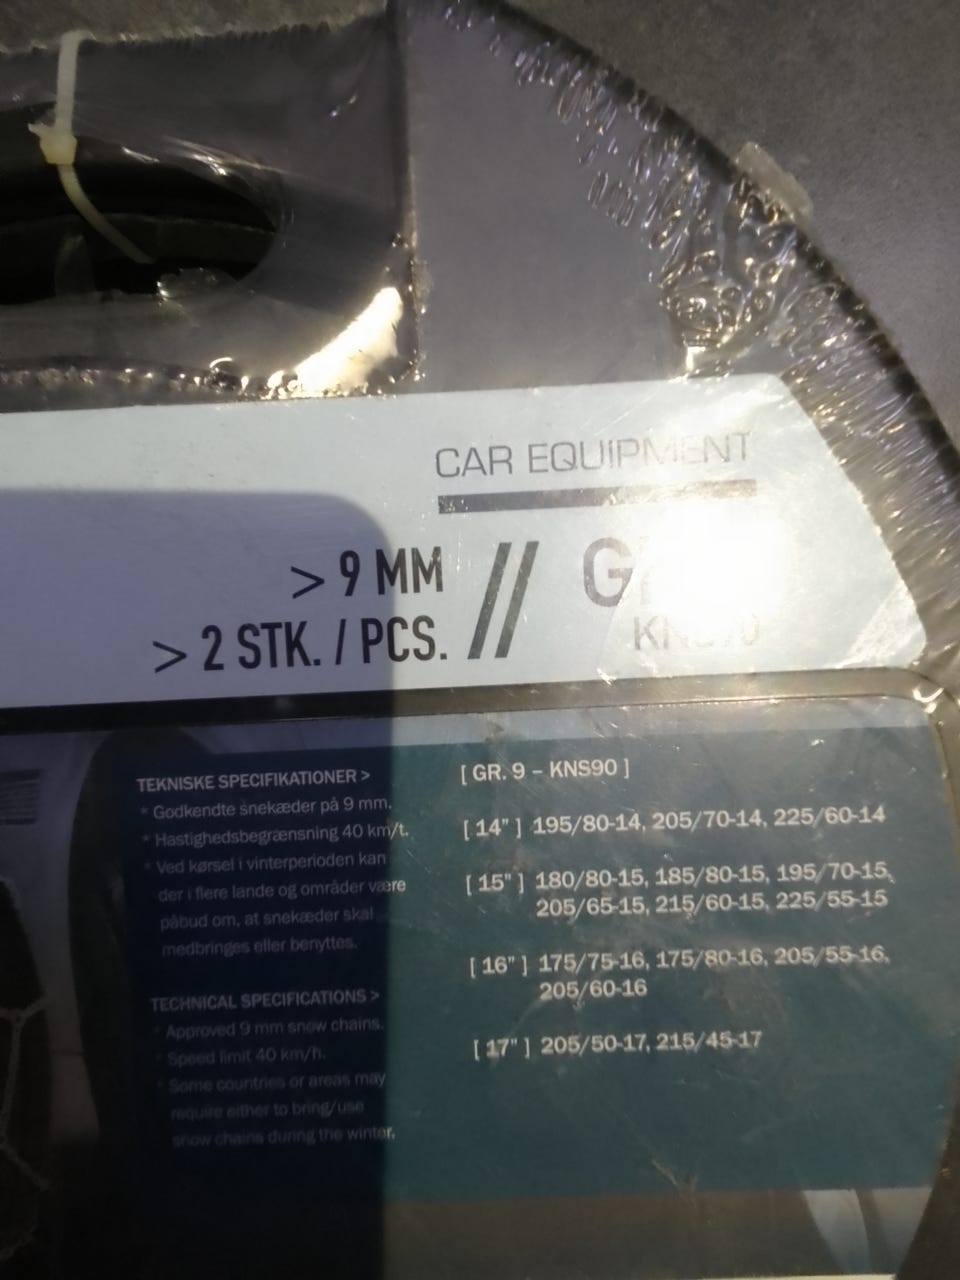 CAR EQUIPMENT
> 9 MM
> 2 STK. / PCS. //
TEKNISKE SPECIFIKATIONER >
* Godkendte snekæder på 9 mm.
* Hastighedsbegrænsning 40 km/t.
* Ved kørsel i vinterperioden kan
der i flere lande og områder være
påbud om, at snekæder skal
medbringes eller benyttes.
TECHNICAL SPECIFICATIONS >
* Approved 9 mm snow chains.
* Speed limit 40 km/h.
* Some countries or areas may
require either to bring/use
snow chains during the winter.
[ GR. 9 – KNS90 ]
[ 14" ] 195/80-14, 205/70-14, 225/60-14
[ 15" ] 180/80-15, 185/80-15, 195/70-15,
205/65-15, 215/60-15, 225/55-15
[ 16" ] 175/75-16, 175/80-16, 205/55-16,
205/60-16
[ 17" ] 205/50-17, 215/45-17